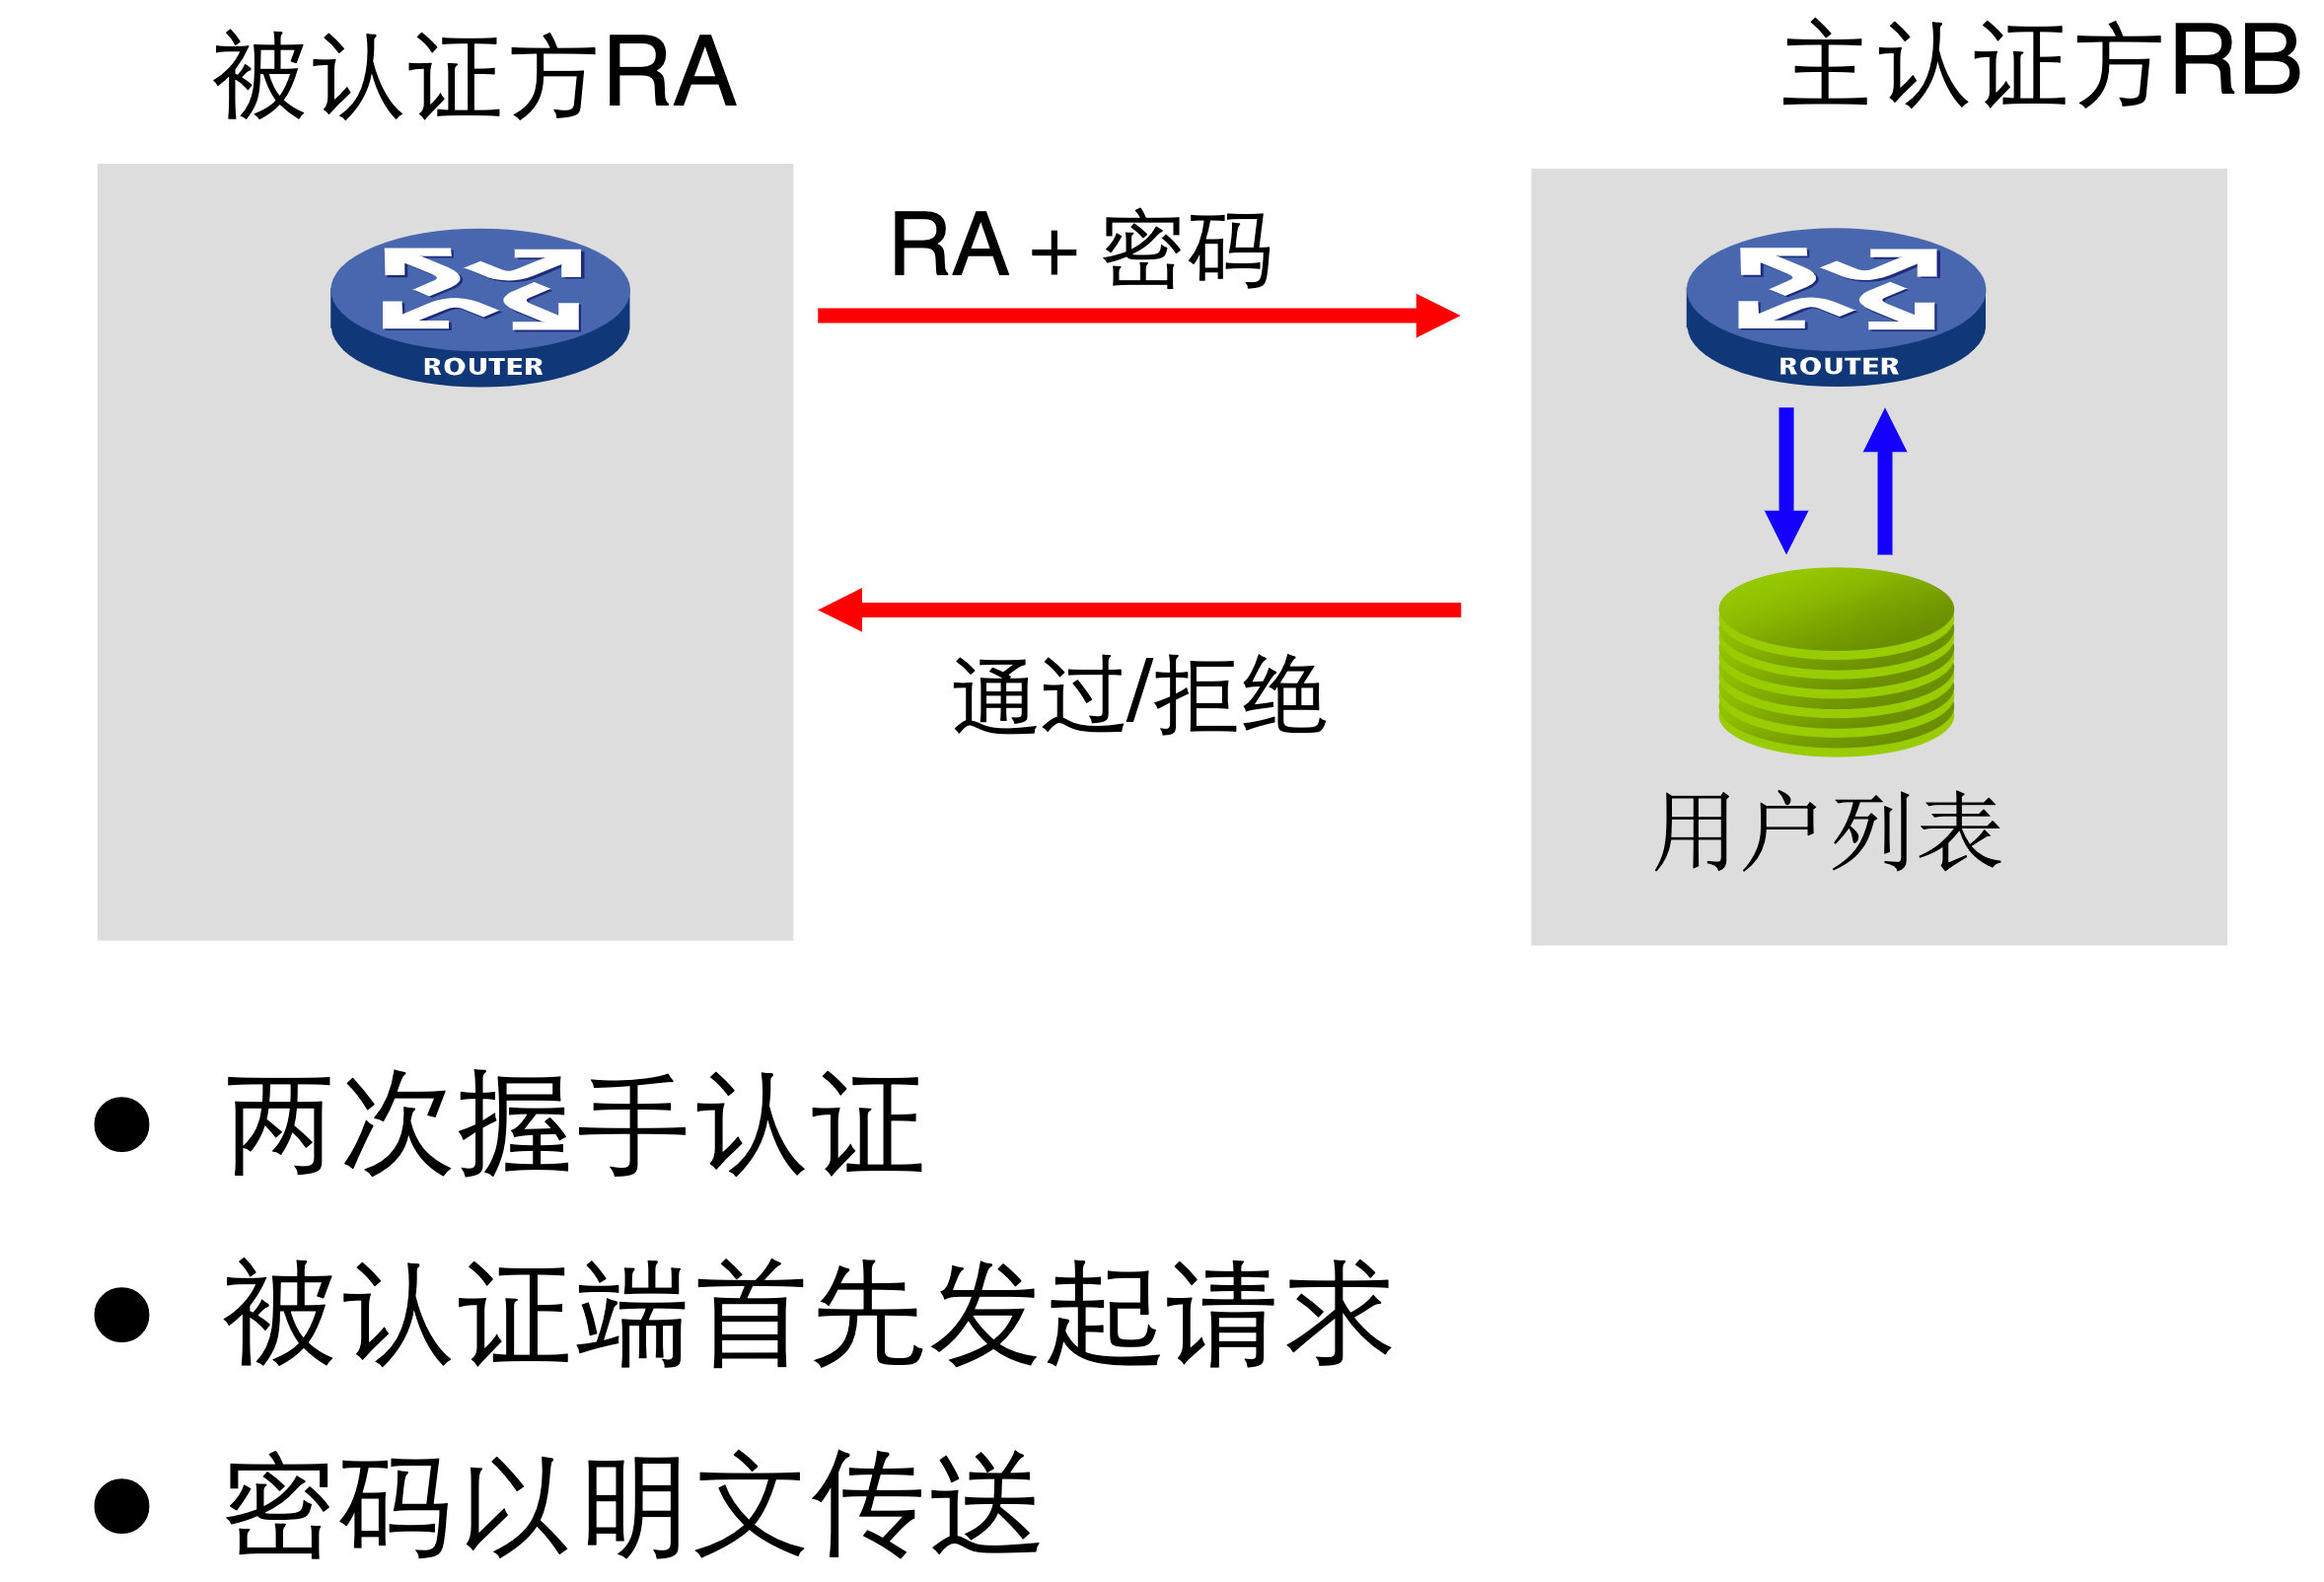 被认证方RA
主认证方RB
RA + 密码
ROUTER
ROUTER
通过/拒绝
用户列表
两次握手认证
被认证端首先发起请求
密码以明文传送